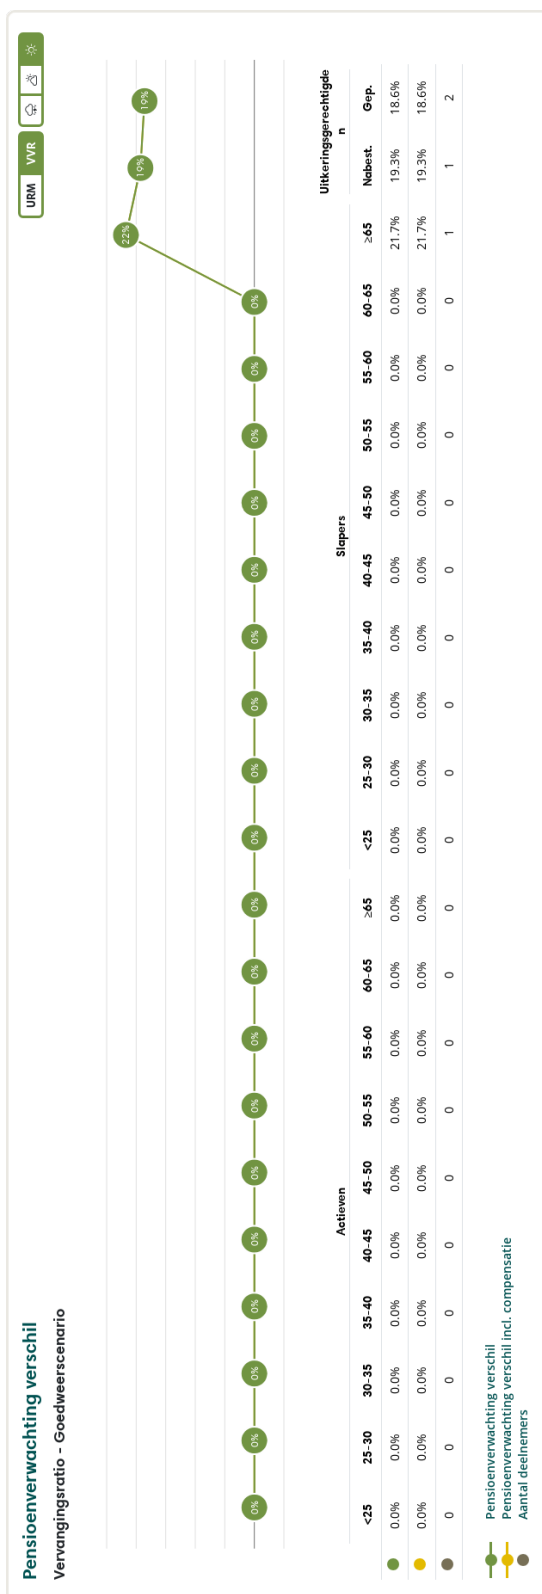 Pensioenverwachting verschil
Vervangingsratio - Goedweerscenario
URM VVR
0% 0% 0% 0% 0% 0% 0% 0% 0% 0% 0% 0% 0% 0% 0% 0% 0% 0% 0% 22% 19% 19%
Actieven Slapers Uitkeringsgerechtigde
n
<25 25-30 30-35 35-40 40-45 45-50 50-55 55-60 60-65 ≥65 <25 25-30 30-35 35-40 40-45 45-50 50-55 55-60 60-65 ≥65 Nabest. Gep.
0.0% 0.0% 0.0% 0.0% 0.0% 0.0% 0.0% 0.0% 0.0% 0.0% 0.0% 0.0% 0.0% 0.0% 0.0% 0.0% 0.0% 0.0% 0.0% 21.7% 19.3% 18.6%
0.0% 0.0% 0.0% 0.0% 0.0% 0.0% 0.0% 0.0% 0.0% 0.0% 0.0% 0.0% 0.0% 0.0% 0.0% 0.0% 0.0% 0.0% 0.0% 21.7% 19.3% 18.6%
0 0 0 0 0 0 0 0 0 0 0 0 0 0 0 0 0 0 0 1 1 2
Pensioenverwachting verschil
Pensioenverwachting verschil incl. compensatie
Aantal deelnemers